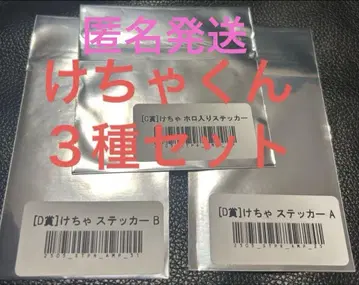 匿名発送
けちゃくん
３種セット
[C賞]けちゃ ホロ入りステッカー
[D賞]けちゃ ステッカー B
[D賞]けちゃ ステッカー A